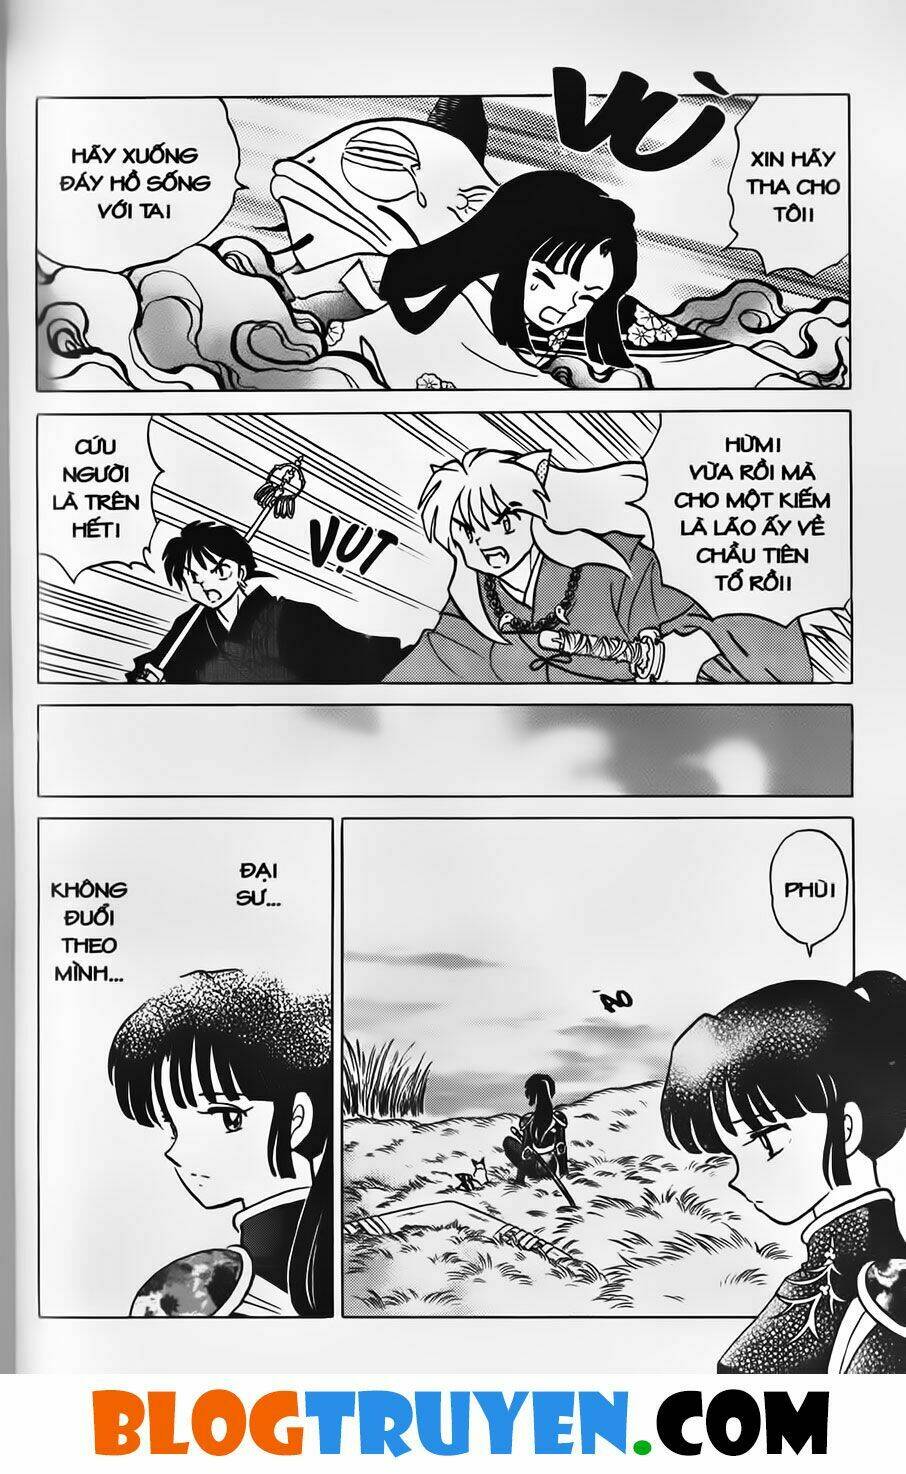 XIN HÃY
THA CHO
TÔI!
VÙ
HÃY XUỐNG
ĐÁY HỒ SỐNG
VỚI TA!
HỪM!
VỪA RỒI MÀ
CHO MỘT KIẾM
LÀ LÃO ẤY VỀ
CHẦU TIÊN
TỔ RỒI!
VỤT
CỨU
NGƯỜI
LÀ TRÊN
HẾT!
PHÙ!
ÀO
ĐẠI
SƯ...
KHÔNG
ĐUỔI
THEO
MÌNH...
BLOGTRUYEN.COM